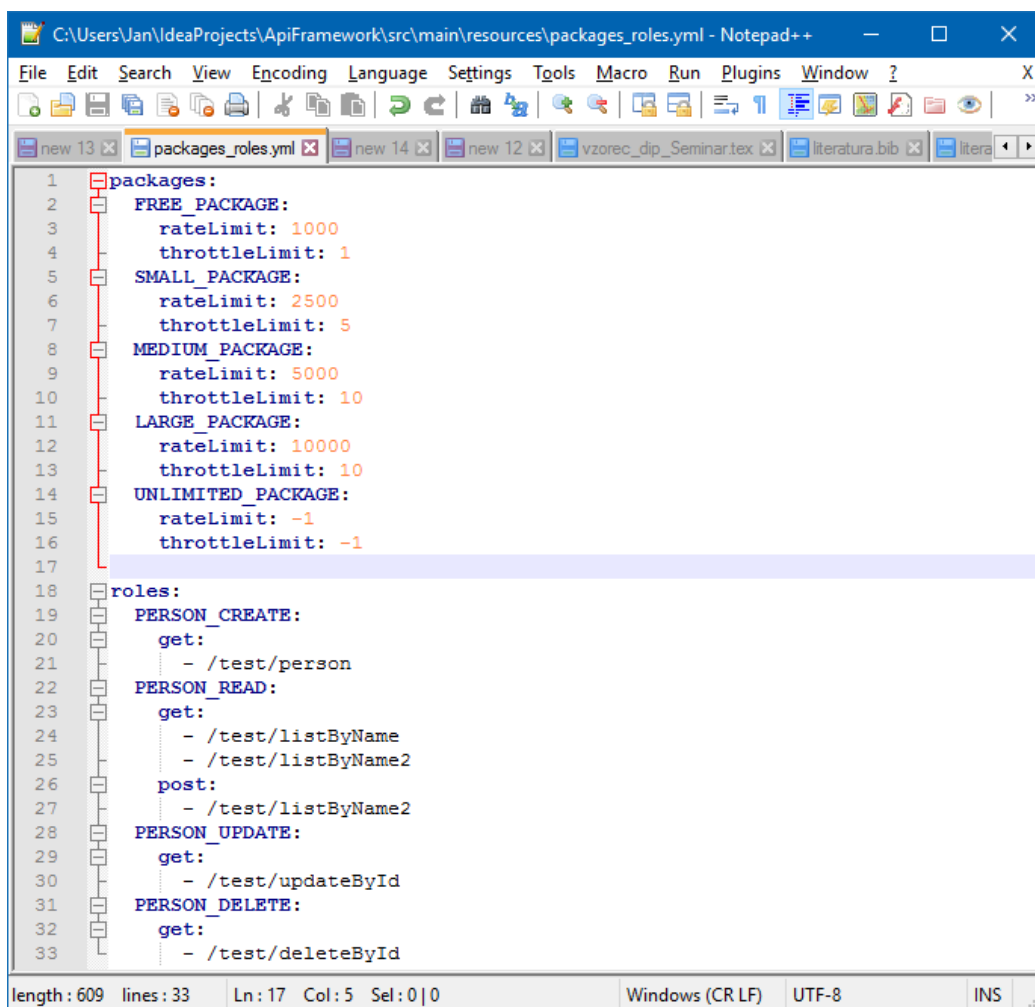 C:\Users\Jan\IdeaProjects\ApiFramework\src\main\resources\packages_roles.yml - Notepad++
File Edit Search View Encoding Language Settings Tools Macro Run Plugins Window ? X
new 13 packages_roles.yml new 14 new 12 vzorec_dip_Seminar.tex literatura.bib litera
1 packages:
2 FREE_PACKAGE:
3 rateLimit: 1000
4 throttleLimit: 1
5 SMALL_PACKAGE:
6 rateLimit: 2500
7 throttleLimit: 5
8 MEDIUM_PACKAGE:
9 rateLimit: 5000
10 throttleLimit: 10
11 LARGE_PACKAGE:
12 rateLimit: 10000
13 throttleLimit: 10
14 UNLIMITED_PACKAGE:
15 rateLimit: -1
16 throttleLimit: -1
17
18 roles:
19 PERSON_CREATE:
20 get:
21 - /test/person
22 PERSON_READ:
23 get:
24 - /test/listByName
25 - /test/listByName2
26 post:
27 - /test/listByName2
28 PERSON_UPDATE:
29 get:
30 - /test/updateById
31 PERSON_DELETE:
32 get:
33 - /test/deleteById
length : 609 lines : 33 Ln : 17 Col : 5 Sel : 0 | 0 Windows (CR LF) UTF-8 INS